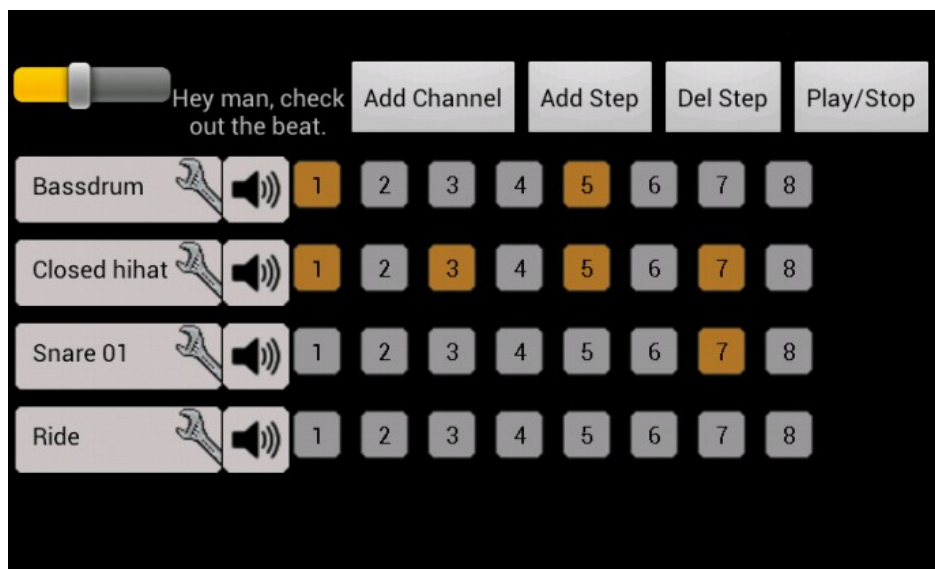 Hey man, check
out the beat.
Add Channel
Add Step
Del Step
Play/Stop
Bassdrum 1 2 3 4 5 6 7 8
Closed hihat 1 2 3 4 5 6 7 8
Snare 01 1 2 3 4 5 6 7 8
Ride 1 2 3 4 5 6 7 8